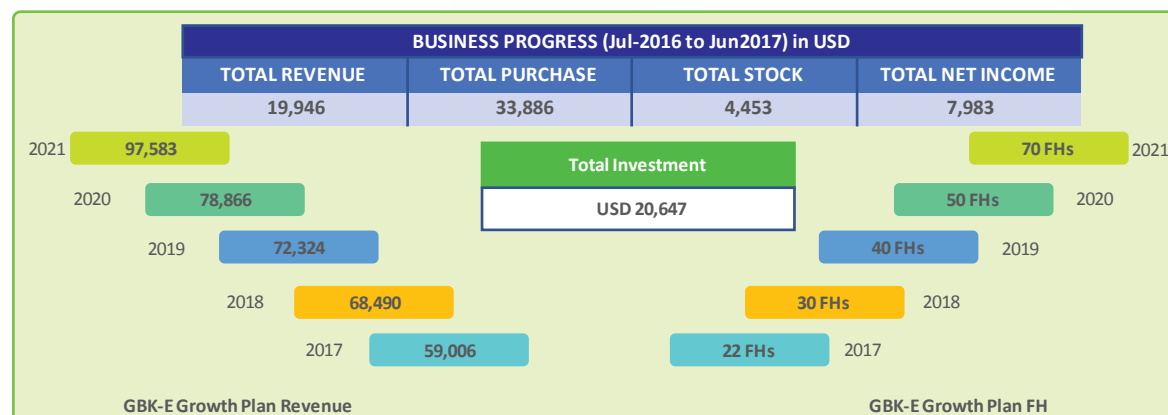 BUSINESS PROGRESS (Jul-2016 to Jun2017) in USD
TOTAL REVENUE TOTAL PURCHASE TOTAL STOCK TOTAL NET INCOME
19,946 33,886 4,453 7,983
2021 97,583 Total Investment 70 FHs 2021
2020 78,866 USD 20,647 50 FHs 2020
2019 72,324 40 FHs 2019
2018 68,490 30 FHs 2018
2017 59,006 22 FHs 2017
GBK-E Growth Plan Revenue GBK-E Growth Plan FH